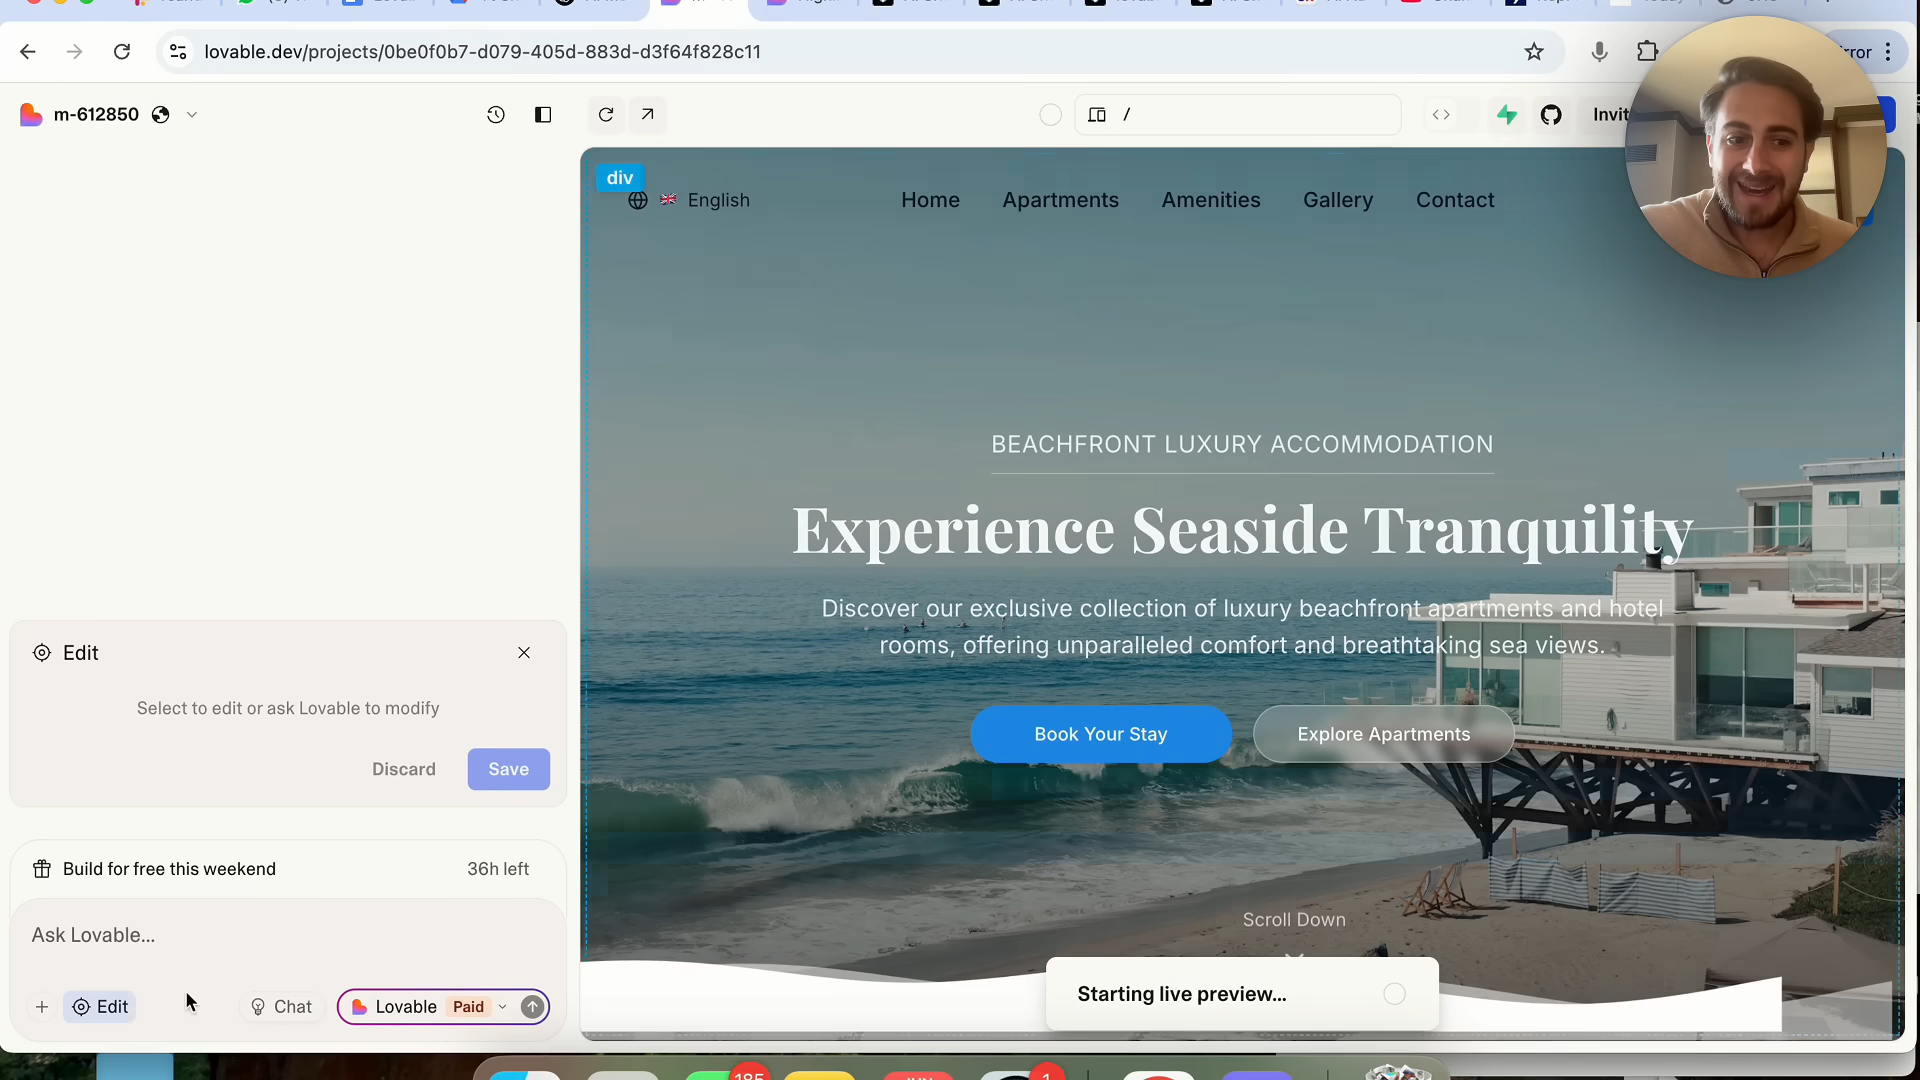 lovable.dev/projects/0be0f0b7-d079-405d-883d-d3f64f828c11
m-612850
/
div
English
Home
Apartments
Amenities
Gallery
Contact
BEACHFRONT LUXURY ACCOMMODATION
Experience Seaside Tranquility
Discover our exclusive collection of luxury beachfront apartments and hotel
rooms, offering unparalleled comfort and breathtaking sea views.
Book Your Stay
Explore Apartments
Scroll Down
Starting live preview...
Edit
Select to edit or ask Lovable to modify
Discard
Save
Build for free this weekend
36h left
Ask Lovable...
+
Edit
Chat
Lovable
Paid